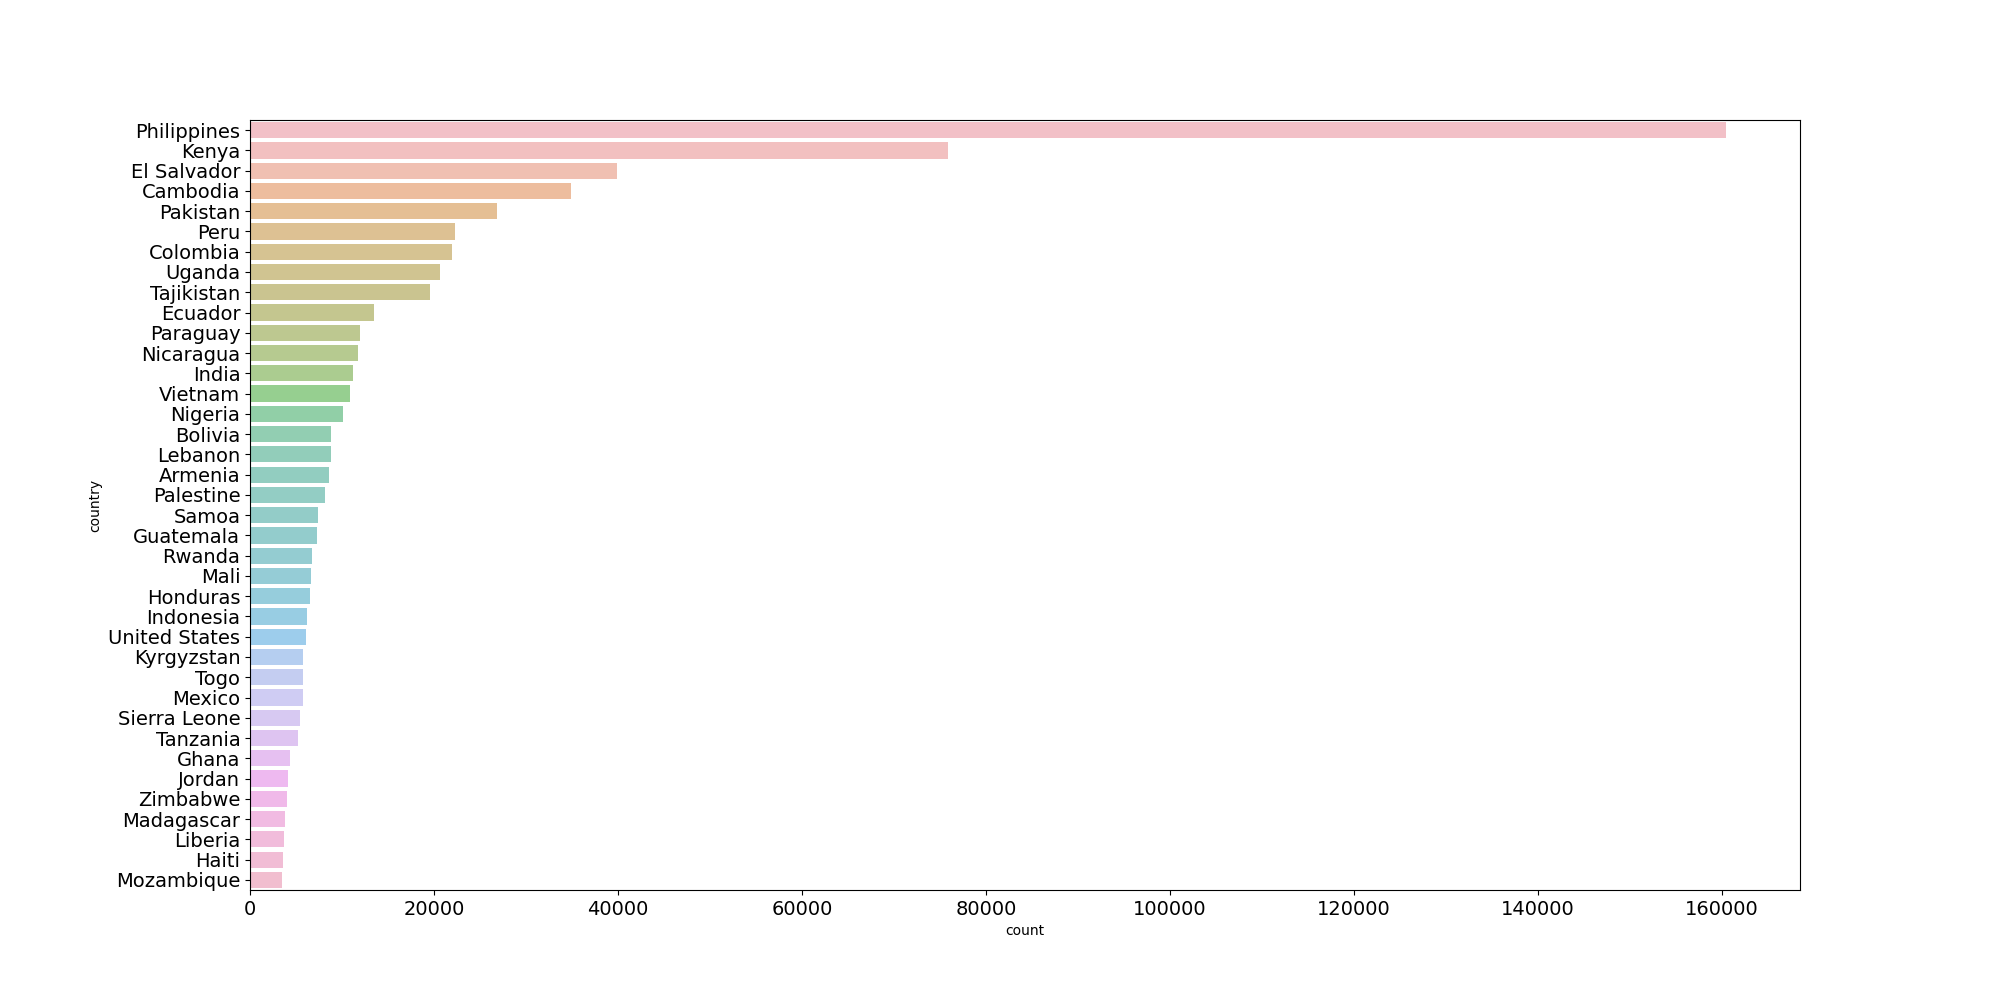 Philippines
Kenya
El Salvador
Cambodia
Pakistan
Peru
Colombia
Uganda
Tajikistan
Ecuador
Paraguay
Nicaragua
India
Vietnam
Nigeria
Bolivia
Lebanon
Armenia
Palestine
Samoa
Guatemala
Rwanda
Mali
Honduras
Indonesia
United States
Kyrgyzstan
Togo
Mexico
Sierra Leone
Tanzania
Ghana
Jordan
Zimbabwe
Madagascar
Liberia
Haiti
Mozambique
country
0 20000 40000 60000 80000 100000 120000 140000 160000
count